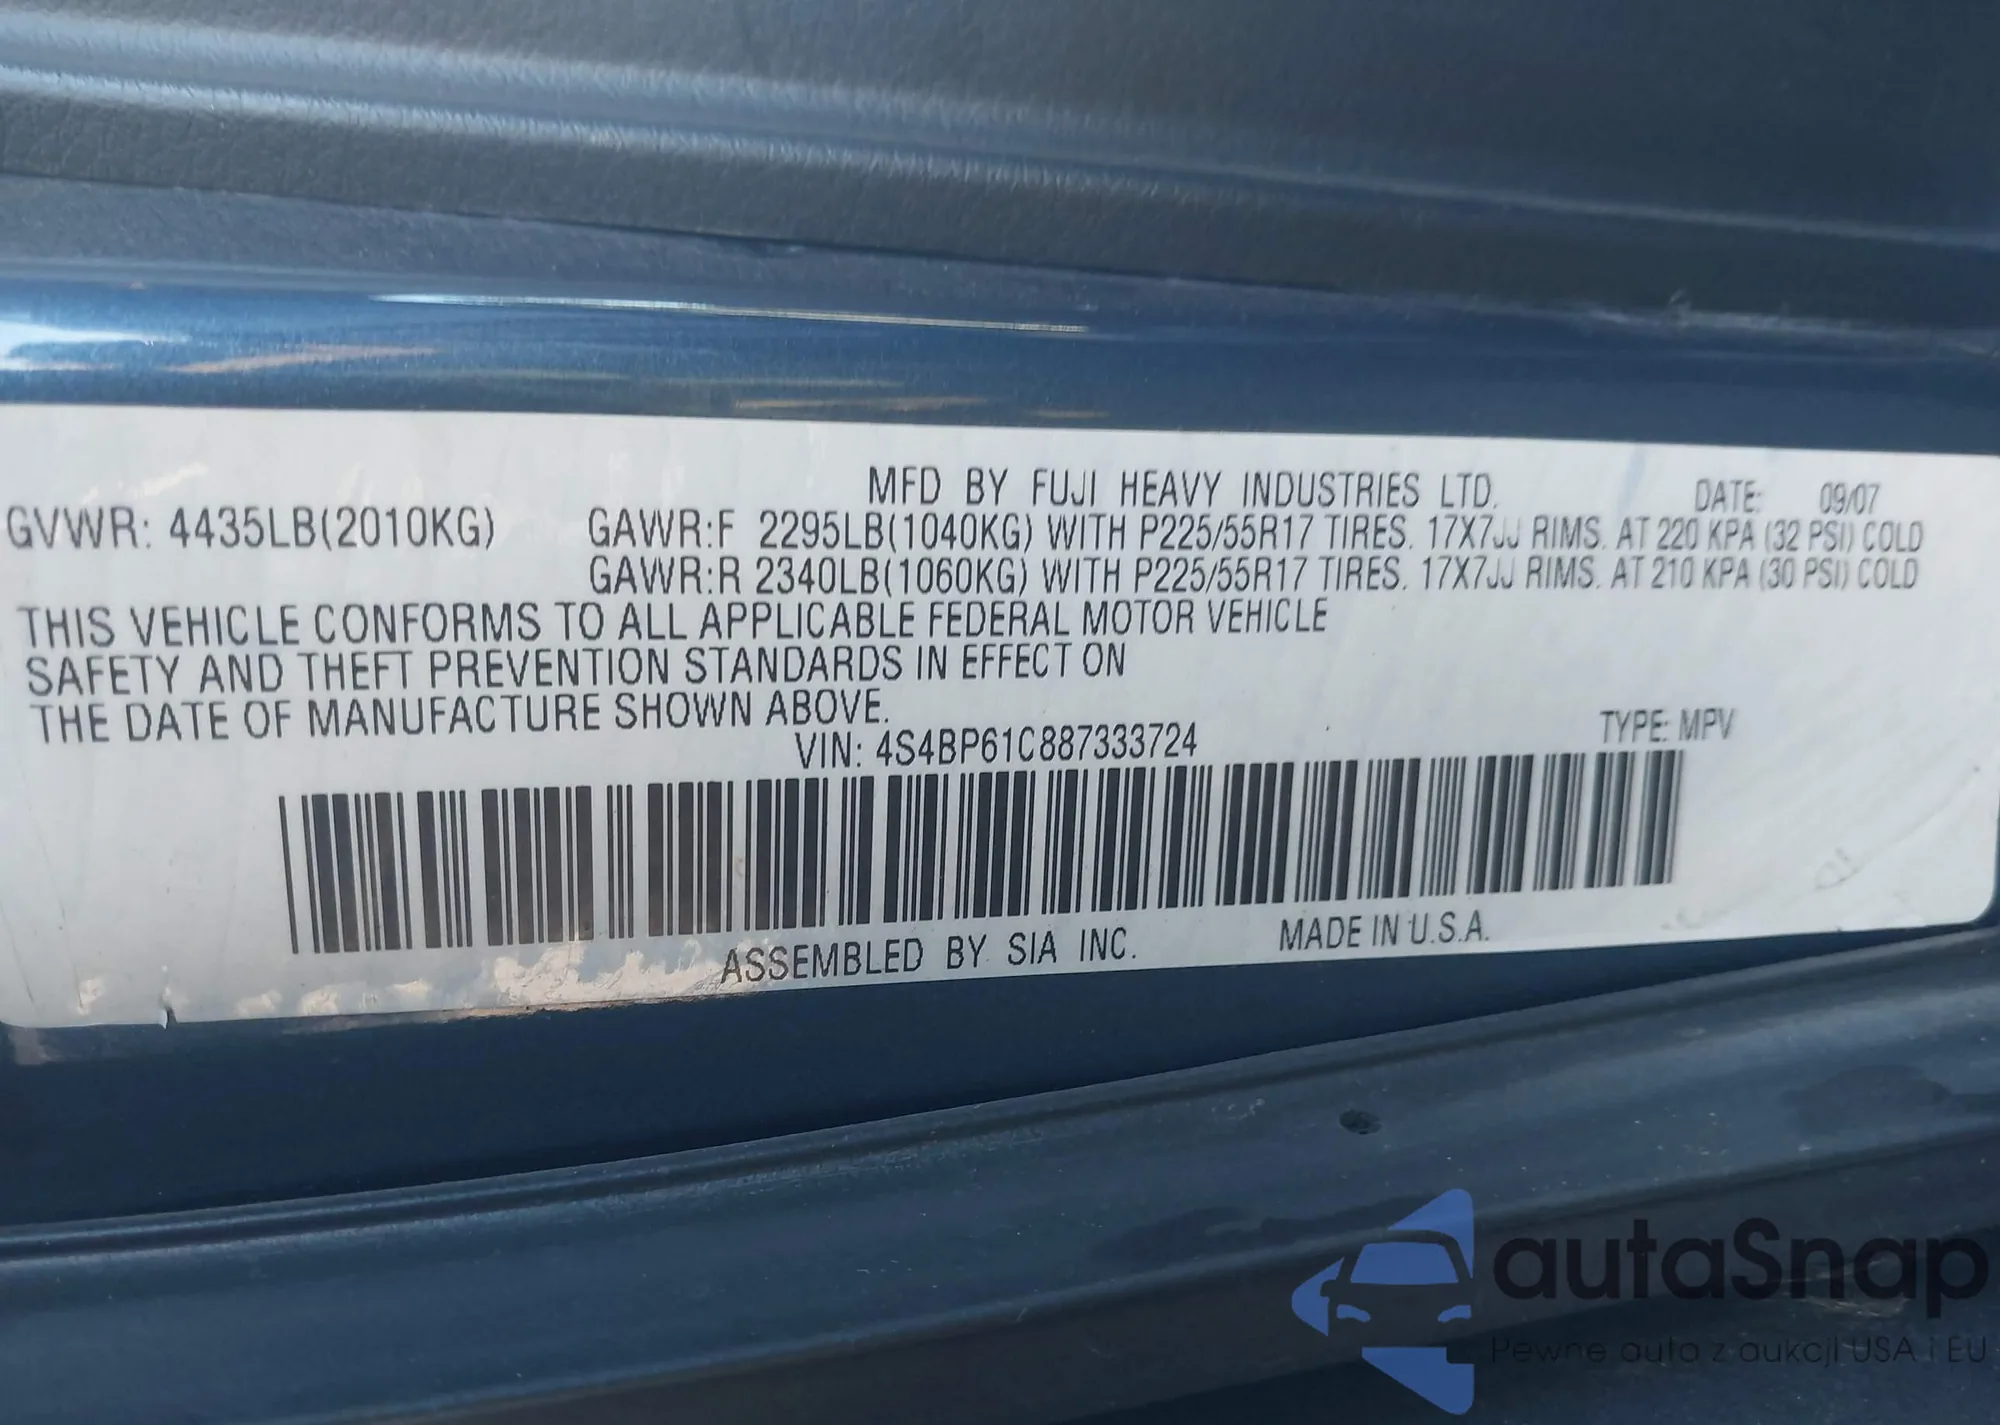 MFD BY FUJI HEAVY INDUSTRIES LTD. DATE: 09/07
GVWR: 4435LB(2010KG) GAWR:F 2295LB(1040KG) WITH P225/55R17 TIRES. 17X7JJ RIMS. AT 220 KPA (32 PSI) COLD
GAWR:R 2340LB(1060KG) WITH P225/55R17 TIRES. 17X7JJ RIMS. AT 210 KPA (30 PSI) COLD
THIS VEHICLE CONFORMS TO ALL APPLICABLE FEDERAL MOTOR VEHICLE
SAFETY AND THEFT PREVENTION STANDARDS IN EFFECT ON
THE DATE OF MANUFACTURE SHOWN ABOVE.
VIN: 4S4BP61C887333724 TYPE: MPV
ASSEMBLED BY SIA INC. MADE IN U.S.A.
autaSnap
Pewne auta z aukcji USA i EU